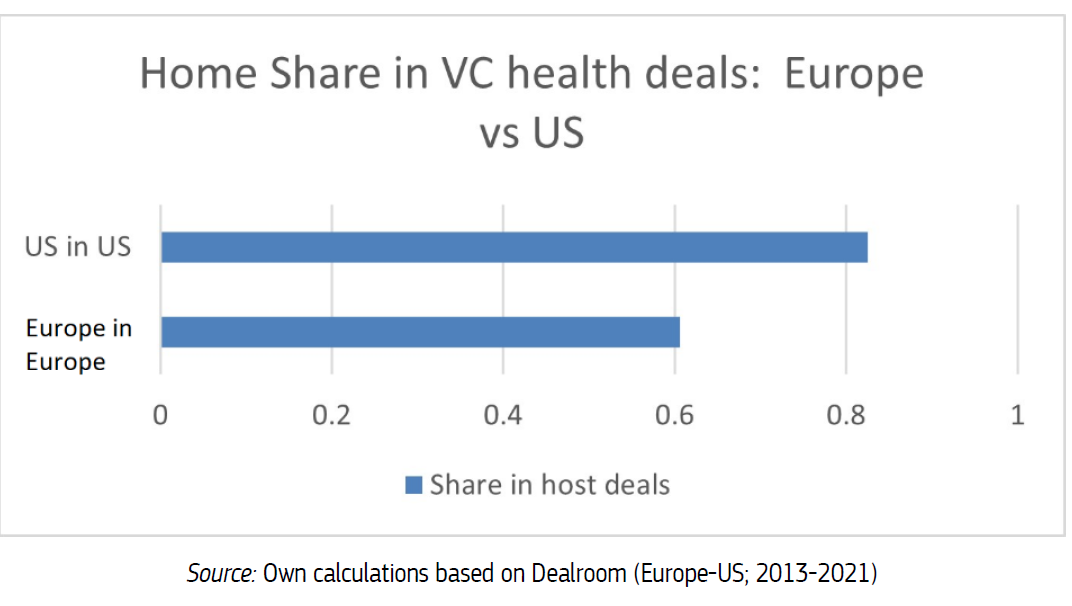 Home Share in VC health deals:  Europe
vs US
US in US
Europe in
Europe
0 0.2 0.4 0.6 0.8 1
Share in host deals
Source: Own calculations based on Dealroom (Europe-US; 2013-2021)